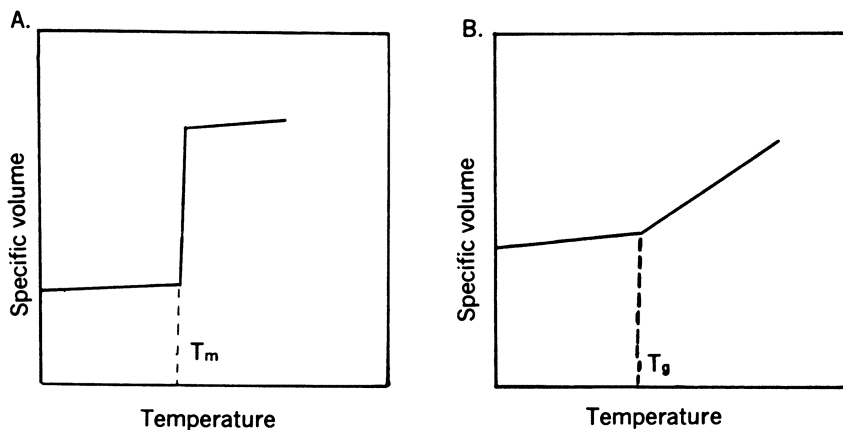 A.
Specific volume
Tm
Temperature
B.
Specific volume
Tg
Temperature